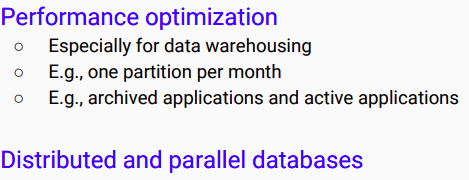 Performance optimization
○ Especially for data warehousing
○ E.g., one partition per month
○ E.g., archived applications and active applications
Distributed and parallel databases